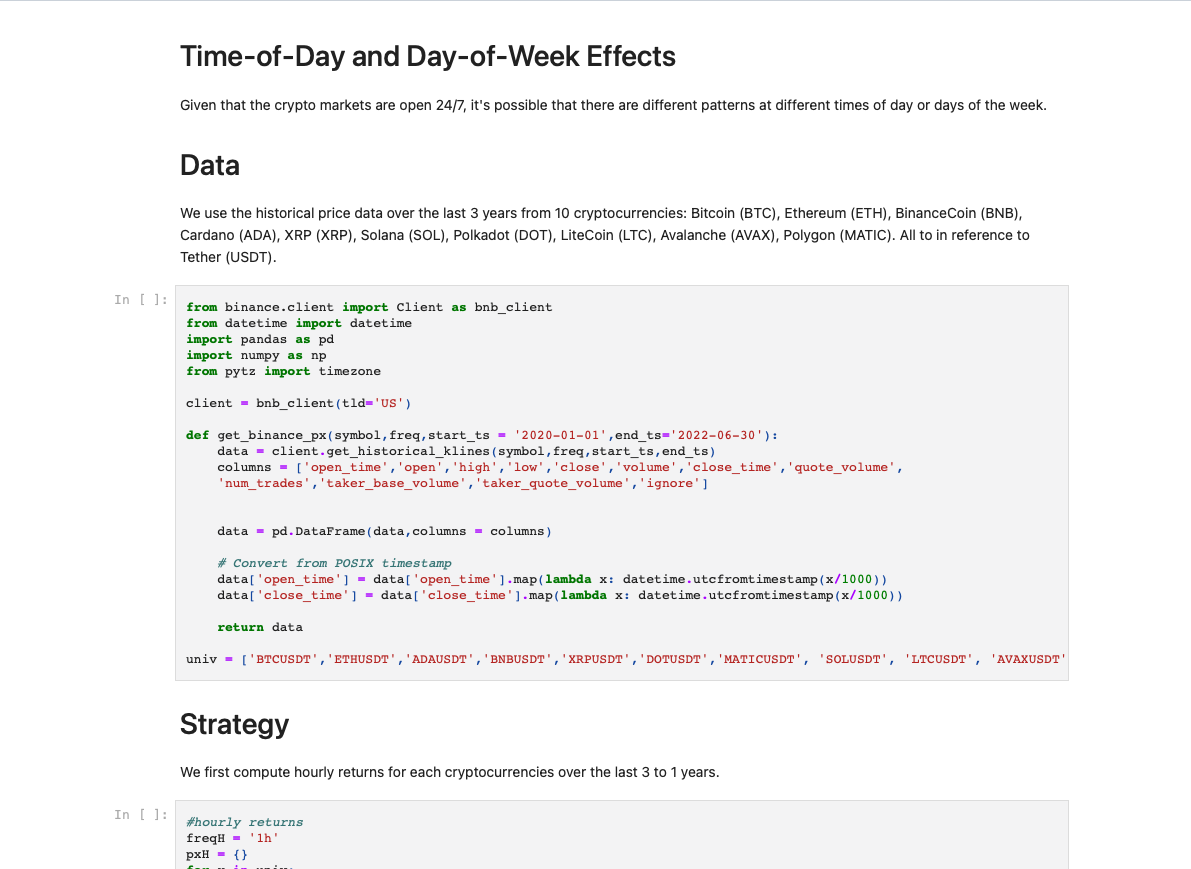 Time-of-Day and Day-of-Week Effects
Given that the crypto markets are open 24/7, it's possible that there are different patterns at different times of day or days of the week.
Data
We use the historical price data over the last 3 years from 10 cryptocurrencies: Bitcoin (BTC), Ethereum (ETH), BinanceCoin (BNB),
Cardano (ADA), XRP (XRP), Solana (SOL), Polkadot (DOT), LiteCoin (LTC), Avalanche (AVAX), Polygon (MATIC). All to in reference to
Tether (USDT).
In [ ]:
from binance.client import Client as bnb_client
from datetime import datetime
import pandas as pd
import numpy as np
from pytz import timezone
client = bnb_client(tld='US')
def get_binance_px(symbol,freq,start_ts = '2020-01-01',end_ts='2022-06-30'):
    data = client.get_historical_klines(symbol,freq,start_ts,end_ts)
    columns = ['open_time','open','high','low','close','volume','close_time','quote_volume',
    'num_trades','taker_base_volume','taker_quote_volume','ignore']
    data = pd.DataFrame(data,columns = columns)
    # Convert from POSIX timestamp
    data['open_time'] = data['open_time'].map(lambda x: datetime.utcfromtimestamp(x/1000))
    data['close_time'] = data['close_time'].map(lambda x: datetime.utcfromtimestamp(x/1000))
    return data
univ = ['BTCUSDT','ETHUSDT','ADAUSDT','BNBUSDT','XRPUSDT','DOTUSDT','MATICUSDT', 'SOLUSDT', 'LTCUSDT', 'AVAXUSDT'
Strategy
We first compute hourly returns for each cryptocurrencies over the last 3 to 1 years.
In [ ]:
#hourly returns
freqH = '1h'
pxH = {}